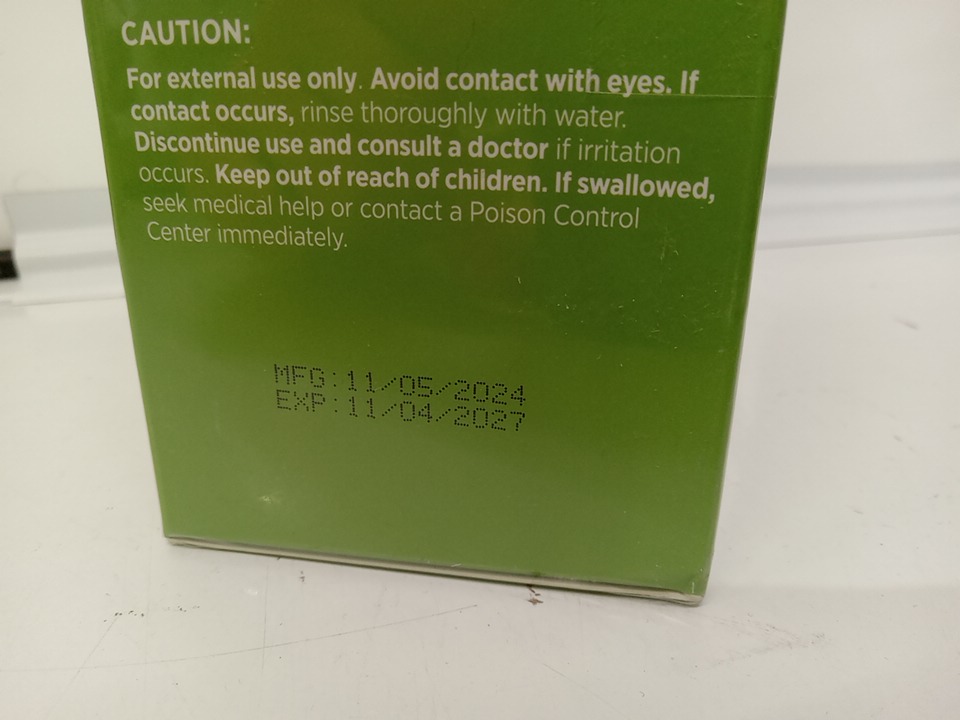 CAUTION:
For external use only. Avoid contact with eyes. If
contact occurs, rinse thoroughly with water.
Discontinue use and consult a doctor if irritation
occurs. Keep out of reach of children. If swallowed,
seek medical help or contact a Poison Control
Center immediately.
MFG:11/05/2024
EXP:11/04/2027